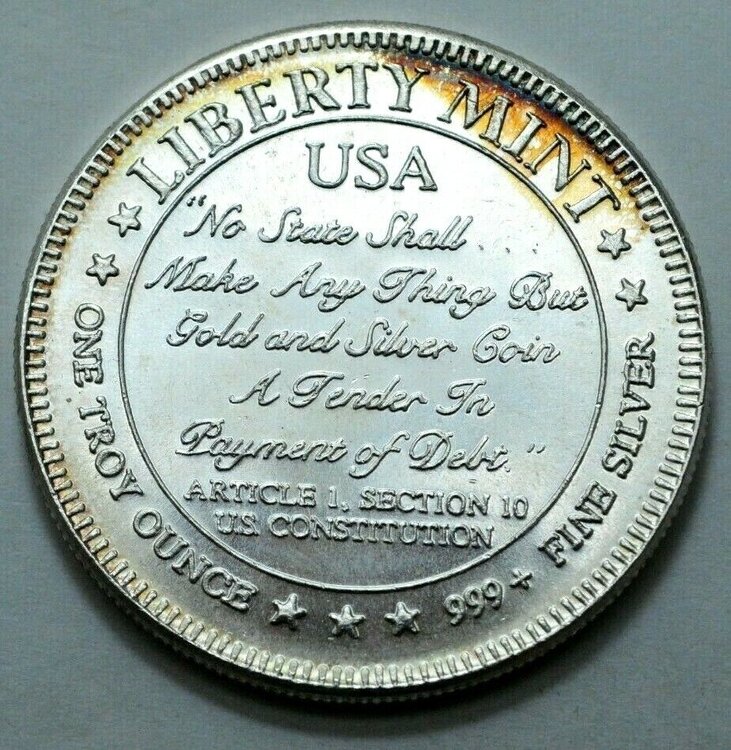 LIBERTY MINT
USA
"No State Shall . . .
Make Any Thing But
Gold and Silver Coin
A Tender In
Payment of Debt."
ARTICLE 1, SECTION 10
U.S. CONSTITUTION
ONE TROY OUNCE
999+ FINE SILVER